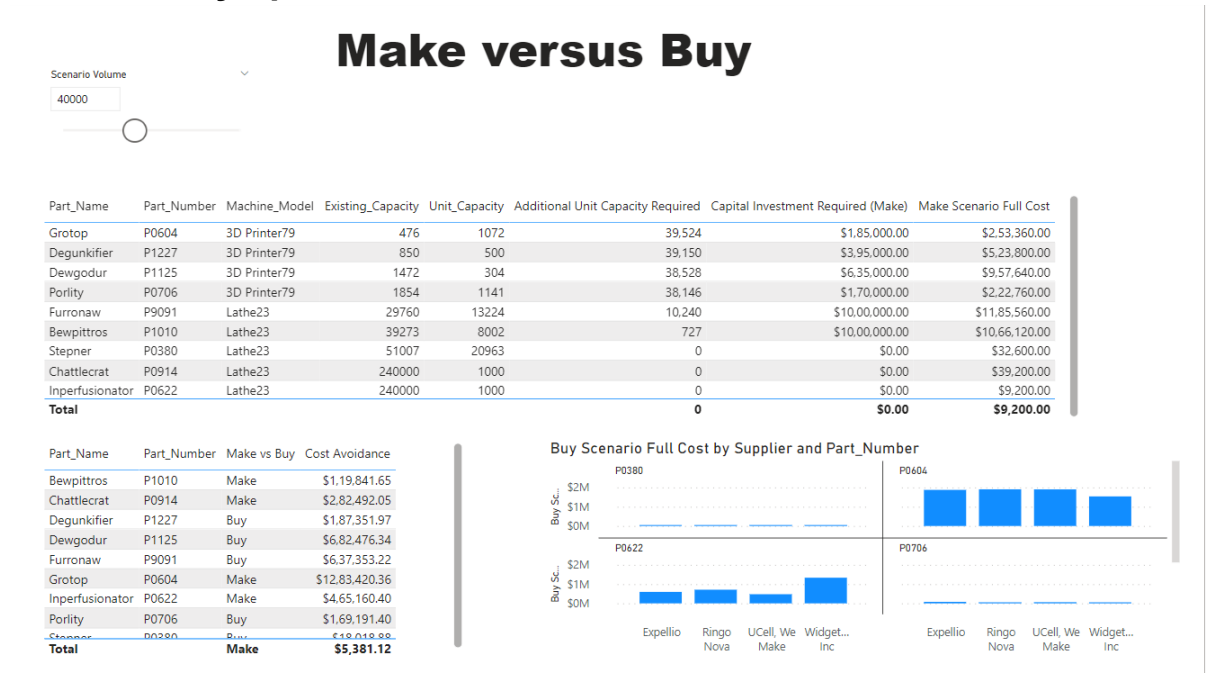 Make versus Buy
Scenario Volume
40000
Part_Name Part_Number Machine_Model Existing_Capacity Unit_Capacity Additional Unit Capacity Required Capital Investment Required (Make) Make Scenario Full Cost
Grotop P0604 3D Printer79 476 1072 39,524 $1,85,000.00 $2,53,360.00
Degunkifier P1227 3D Printer79 850 500 39,150 $3,95,000.00 $5,23,800.00
Dewgodur P1125 3D Printer79 1472 304 38,528 $6,35,000.00 $9,57,640.00
Porlity P0706 3D Printer79 1854 1141 38,146 $1,70,000.00 $2,22,760.00
Furronaw P9091 Lathe23 29760 13224 10,240 $10,00,000.00 $11,85,560.00
Bewpittros P1010 Lathe23 39273 8002 727 $10,00,000.00 $10,66,120.00
Stepner P0380 Lathe23 51007 20963 0 $0.00 $32,600.00
Chattlecrat P0914 Lathe23 240000 1000 0 $0.00 $39,200.00
Inperfusionator P0622 Lathe23 240000 1000 0 $0.00 $9,200.00
Total 0 $0.00 $9,200.00
Part_Name Part_Number Make vs Buy Cost Avoidance
Bewpittros P1010 Make $1,19,841.65
Chattlecrat P0914 Make $2,82,492.05
Degunkifier P1227 Buy $1,87,351.97
Dewgodur P1125 Buy $6,82,476.34
Furronaw P9091 Buy $6,37,353.22
Grotop P0604 Make $12,83,420.36
Inperfusionator P0622 Make $4,65,160.40
Porlity P0706 Buy $1,69,191.40
Stepner P0380 Buy $18,018.88
Total Make $5,381.12
Buy Scenario Full Cost by Supplier and Part_Number
P0380 P0604
$2M
$1M
$0M
Buy Sc...
P0622 P0706
$2M
$1M
$0M
Buy Sc...
Expellio Ringo UCell, We Widget... Expellio Ringo UCell, We Widget...
Nova Make Inc Nova Make Inc